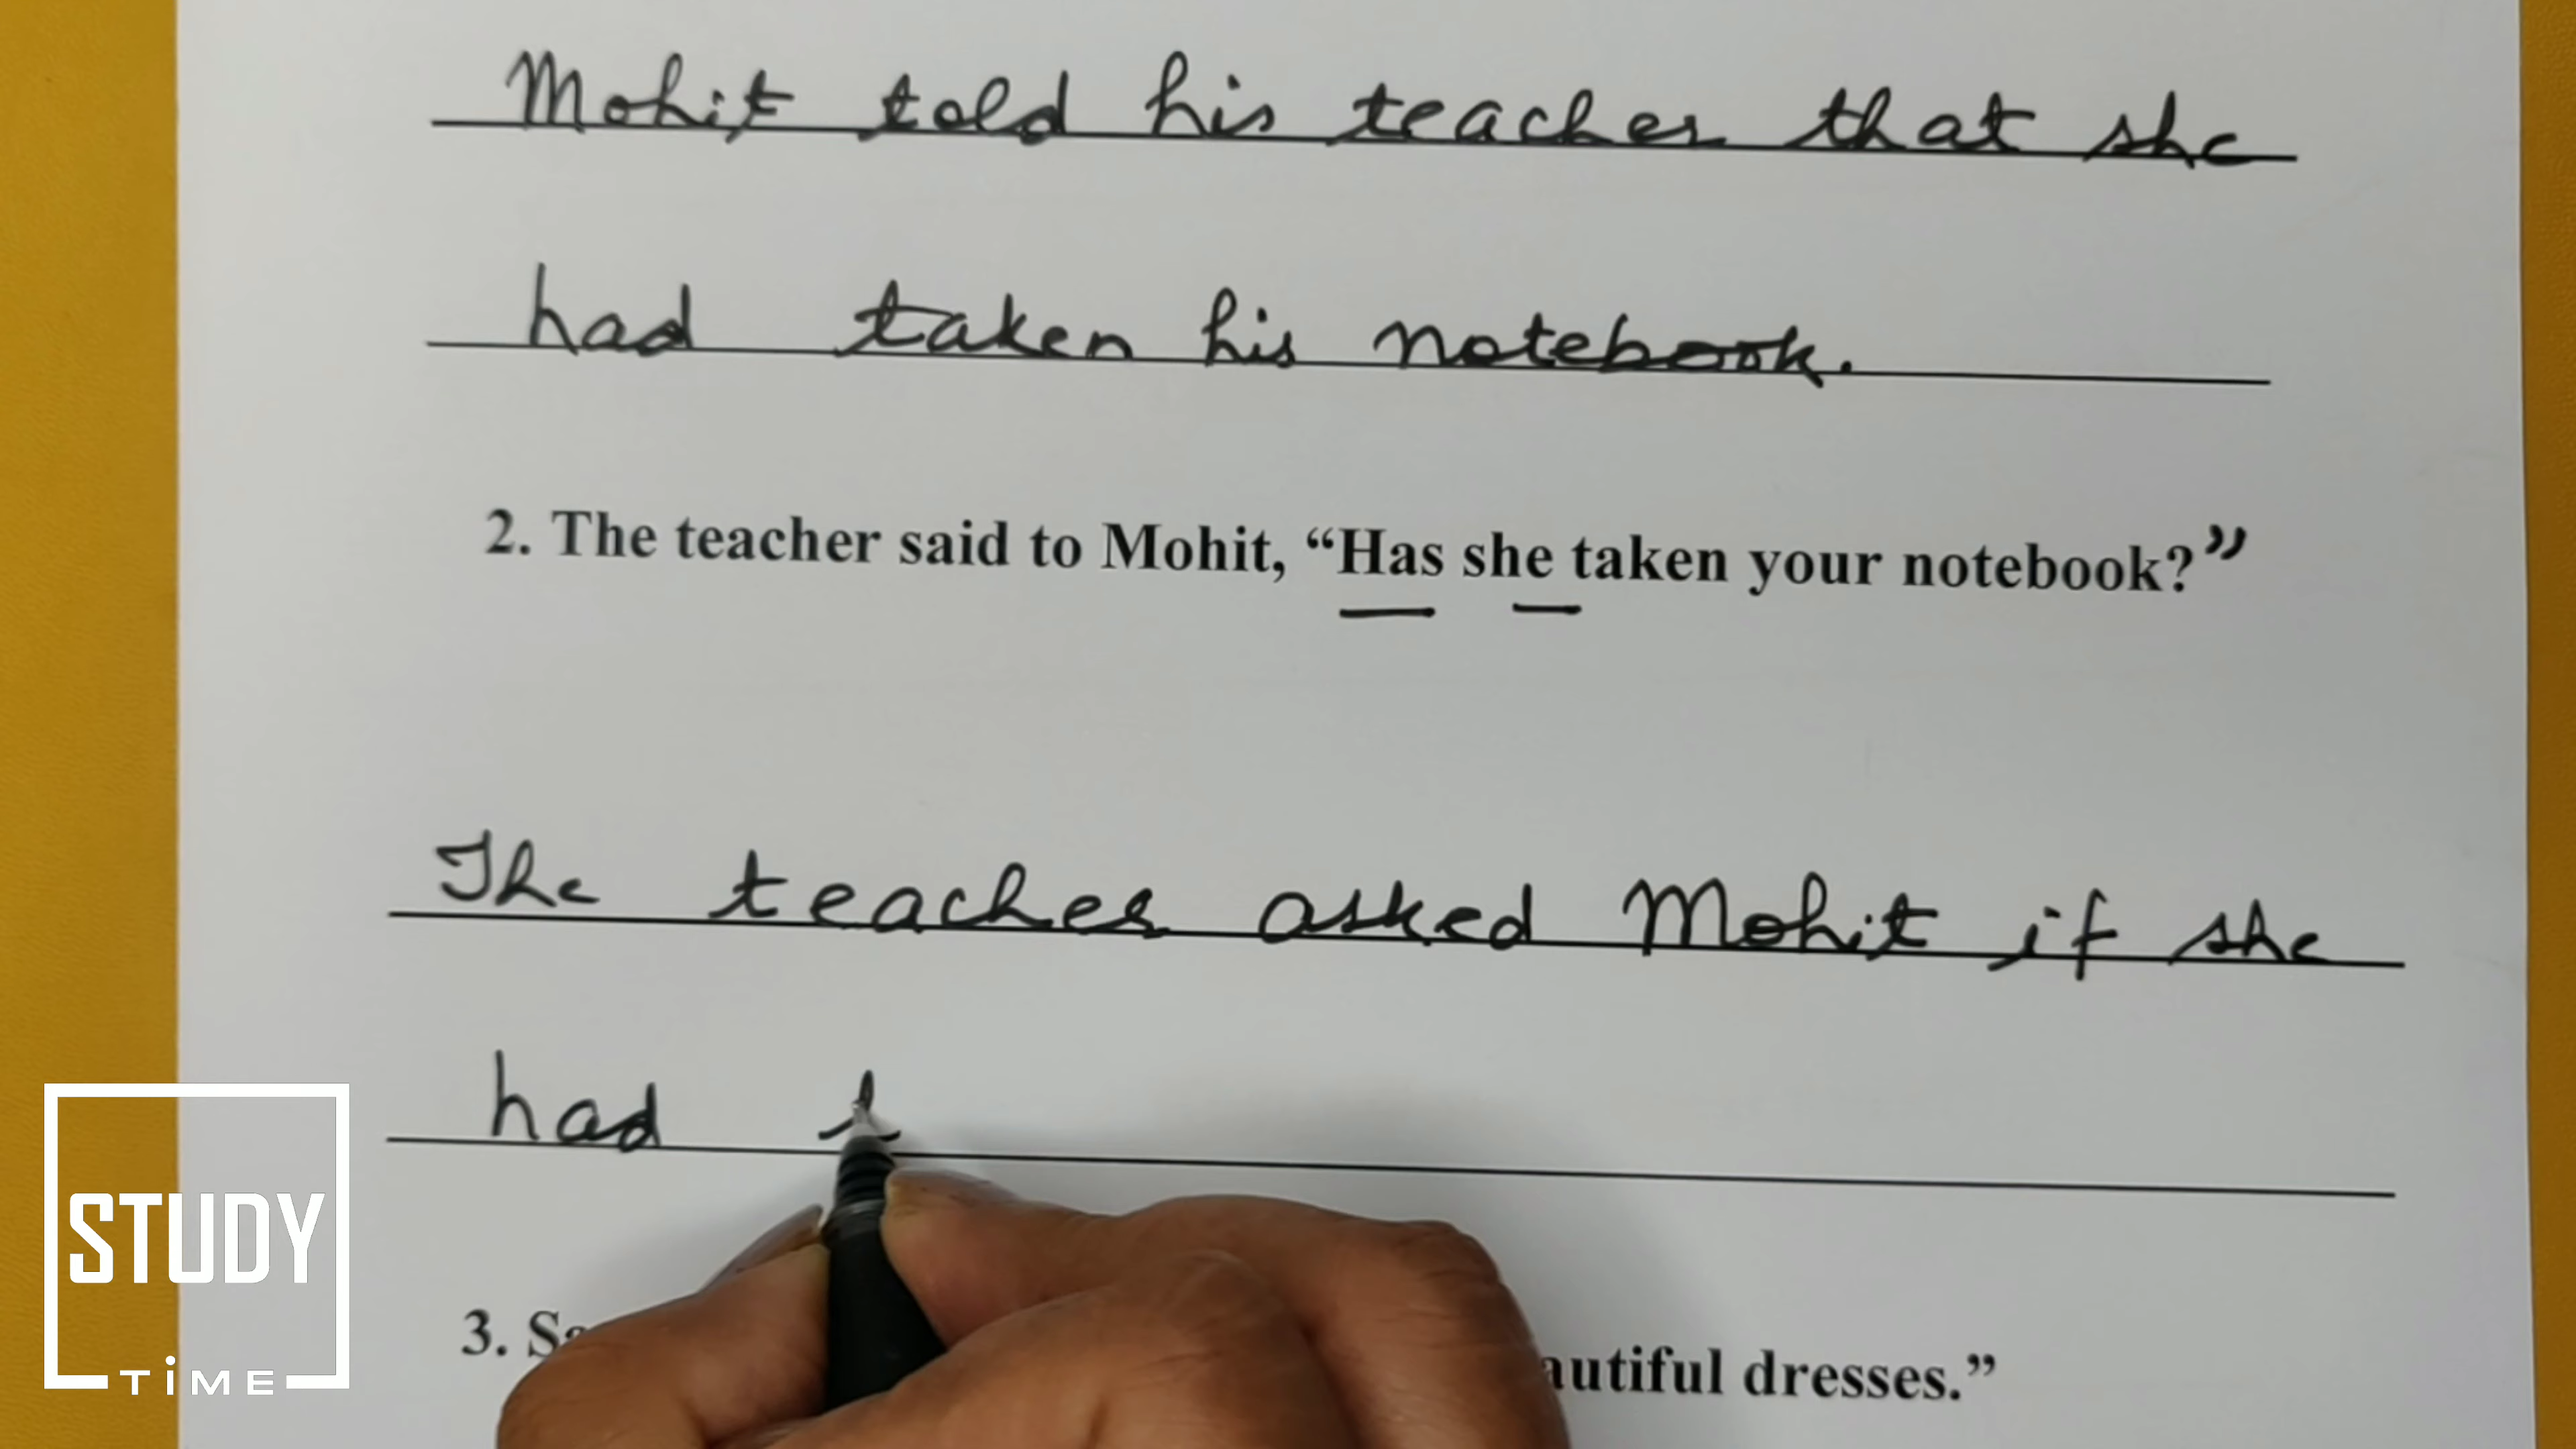 Mohit told his teacher that she
had taken his notebook.
2. The teacher said to Mohit, “Has she taken your notebook?”
The teacher asked Mohit if she
had t
3.
dresses.”
STUDY
TiME